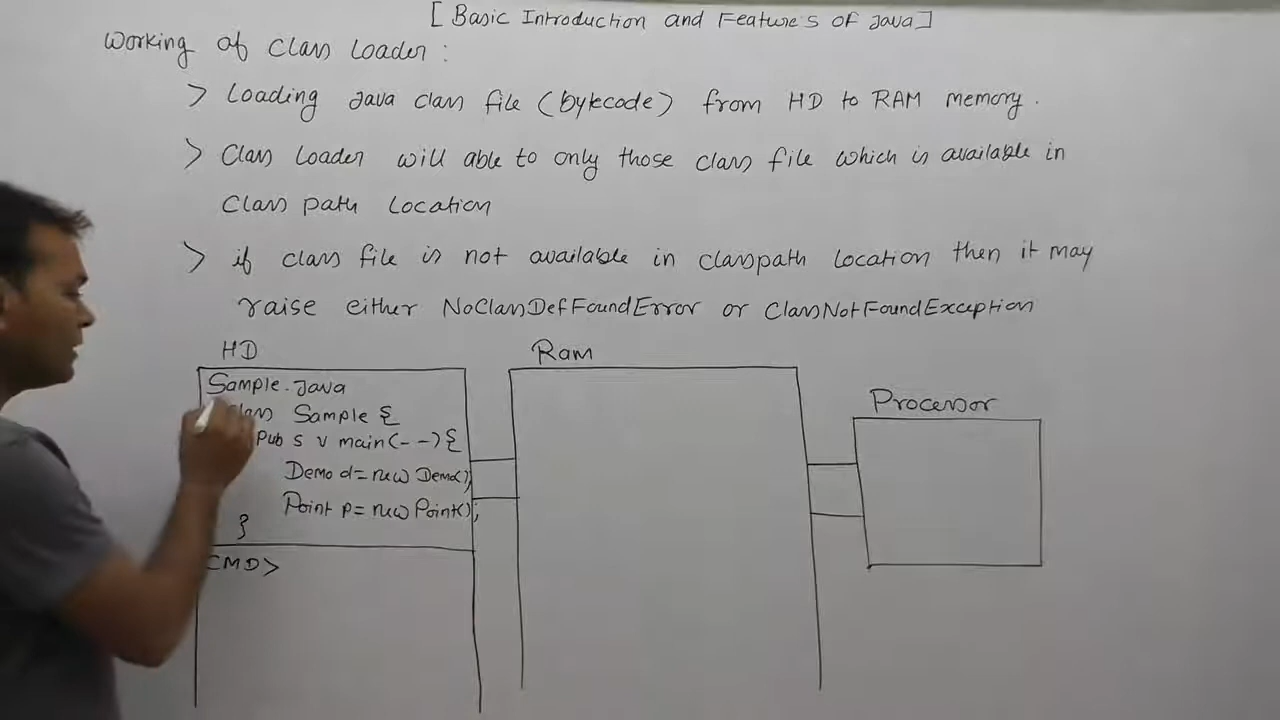 [ Basic Introduction and Feature's of Java ]
Working of Class Loader :
> Loading Java class file (bytecode) from HD to RAM memory.
> Class Loader will able to only those class file which is available in
Class path Location
> if class file is not available in classpath location then it may
raise either NoClassDefFoundError or ClassNotFoundException
HD
Ram
Sample.Java
Class Sample {
Processor
Pub s v main(- -){
Demo d = new Demo();
Point p = new Point();
}
CMD>